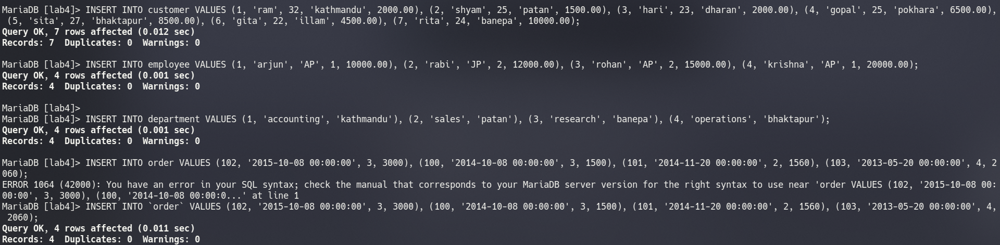 MariaDB [lab4]> INSERT INTO customer VALUES (1, 'ram', 32, 'kathmandu', 2000.00), (2, 'shyam', 25, 'patan', 1500.00), (3, 'hari', 23, 'dharan', 2000.00), (4, 'gopal', 25, 'pokhara', 6500.00),
 (5, 'sita', 27, 'bhaktapur', 8500.00), (6, 'gita', 22, 'illam', 4500.00), (7, 'rita', 24, 'banepa', 10000.00);
Query OK, 7 rows affected (0.012 sec)
Records: 7  Duplicates: 0  Warnings: 0
MariaDB [lab4]> INSERT INTO employee VALUES (1, 'arjun', 'AP', 1, 10000.00), (2, 'rabi', 'JP', 2, 12000.00), (3, 'rohan', 'AP', 2, 15000.00), (4, 'krishna', 'AP', 1, 20000.00);
Query OK, 4 rows affected (0.001 sec)
Records: 4  Duplicates: 0  Warnings: 0
MariaDB [lab4]>
MariaDB [lab4]> INSERT INTO department VALUES (1, 'accounting', 'kathmandu'), (2, 'sales', 'patan'), (3, 'research', 'banepa'), (4, 'operations', 'bhaktapur');
Query OK, 4 rows affected (0.001 sec)
Records: 4  Duplicates: 0  Warnings: 0
MariaDB [lab4]> INSERT INTO order VALUES (102, '2015-10-08 00:00:00', 3, 3000), (100, '2014-10-08 00:00:00', 3, 1500), (101, '2014-11-20 00:00:00', 2, 1560), (103, '2013-05-20 00:00:00', 4, 2
060);
ERROR 1064 (42000): You have an error in your SQL syntax; check the manual that corresponds to your MariaDB server version for the right syntax to use near 'order VALUES (102, '2015-10-08 00:
00:00', 3, 3000), (100, '2014-10-08 00:00:0...' at line 1
MariaDB [lab4]> INSERT INTO `order` VALUES (102, '2015-10-08 00:00:00', 3, 3000), (100, '2014-10-08 00:00:00', 3, 1500), (101, '2014-11-20 00:00:00', 2, 1560), (103, '2013-05-20 00:00:00', 4,
 2060);
Query OK, 4 rows affected (0.011 sec)
Records: 4  Duplicates: 0  Warnings: 0